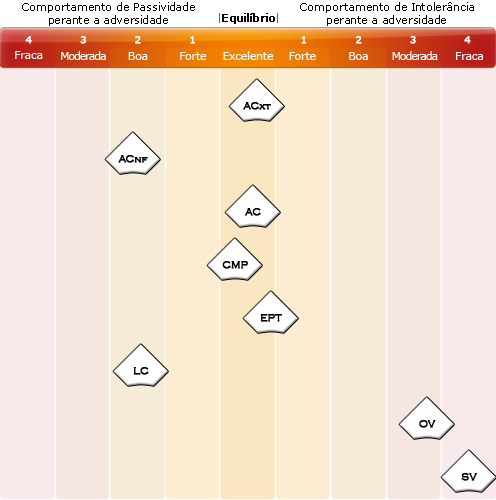 Comportamento de Passividade
perante a adversidade
|Equilíbrio|
Comportamento de Intolerância
perante a adversidade
4 3 2 1 1 2 3 4
Fraca Moderada Boa Forte Excelente Forte Boa Moderada Fraca
ACXT
ACNF
AC
CMP
EPT
LC
OV
SV